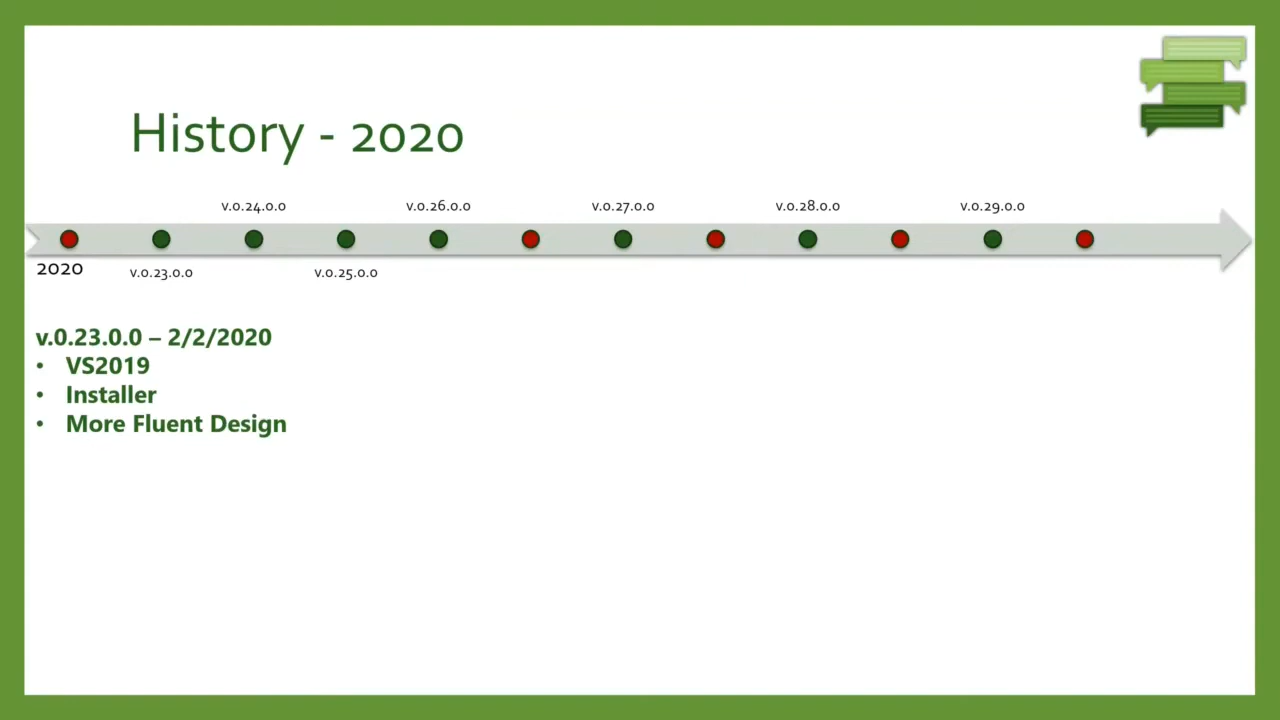 History - 2020
v.0.24.0.0 v.0.26.0.0 v.0.27.0.0 v.0.28.0.0 v.0.29.0.0
2020 v.0.23.0.0 v.0.25.0.0
v.0.23.0.0 – 2/2/2020
• VS2019
• Installer
• More Fluent Design